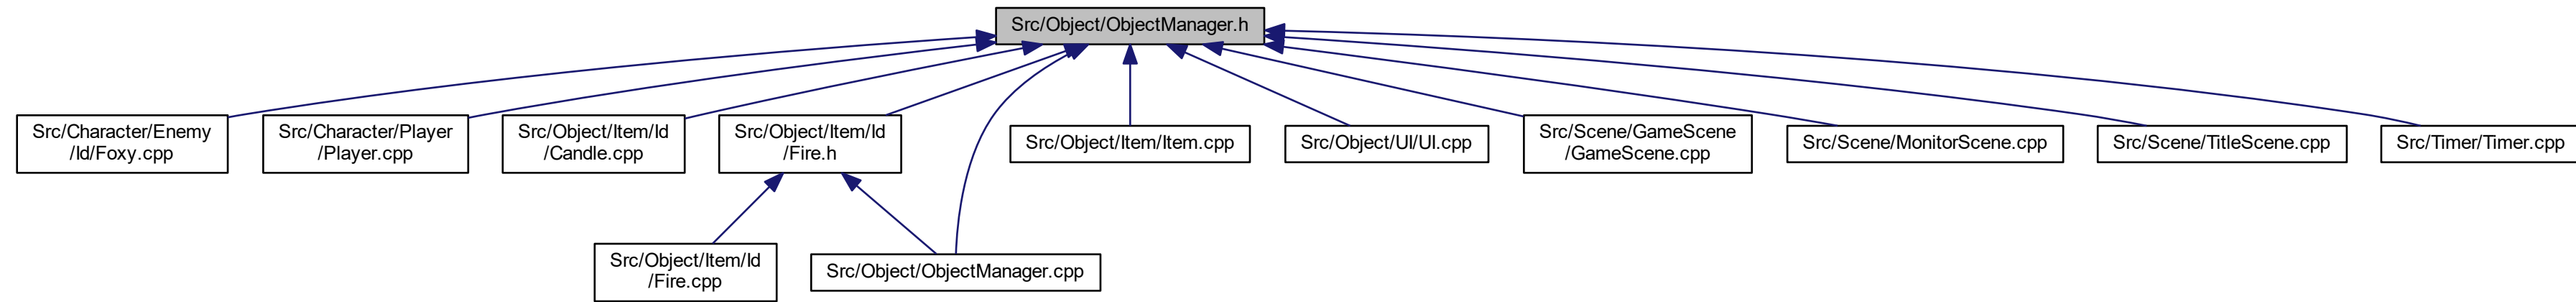 Src/Object/ObjectManager.h
Src/Character/Enemy
/Id/Foxy.cpp
Src/Character/Player
/Player.cpp
Src/Object/Item/Id
/Candle.cpp
Src/Object/Item/Id
/Fire.h
Src/Object/Item/Item.cpp
Src/Object/UI/UI.cpp
Src/Scene/GameScene
/GameScene.cpp
Src/Scene/MonitorScene.cpp
Src/Scene/TitleScene.cpp
Src/Timer/Timer.cpp
Src/Object/Item/Id
/Fire.cpp
Src/Object/ObjectManager.cpp